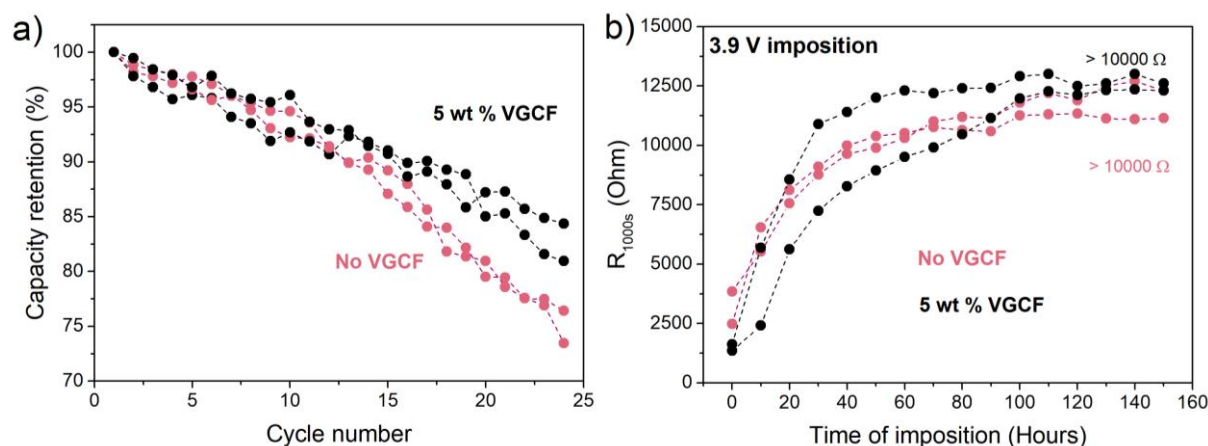 a)
100
95
90
85
80
75
70
0
5
10
15
20
25
Capacity retention (%)
Cycle number
5 wt % VGCF
No VGCF
b)
3.9 V imposition
15000
12500
10000
7500
5000
2500
0
0
20
40
60
80
100
120
140
160
R1000s (Ohm)
Time of imposition (Hours)
> 10000 Ω
> 10000 Ω
No VGCF
5 wt % VGCF